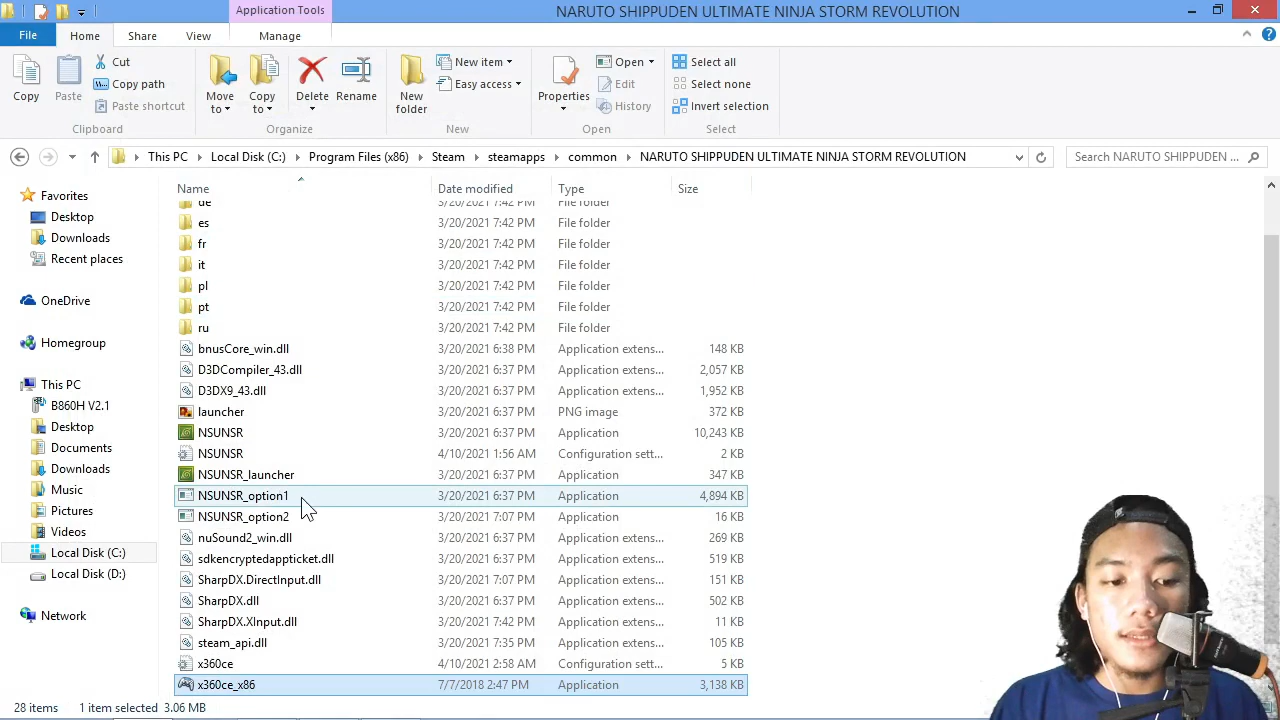 Application Tools
NARUTO SHIPPUDEN ULTIMATE NINJA STORM REVOLUTION
File Home Share View Manage
Copy Paste Cut Copy path Paste shortcut
Clipboard
Move to Copy to Delete Rename
Organize
New folder New item Easy access
New
Properties Open Edit History
Open
Select all
Select none
Invert selection
Select
This PC Local Disk (C:) Program Files (x86) Steam steamapps common NARUTO SHIPPUDEN ULTIMATE NINJA STORM REVOLUTION
Search NARUTO SHIPPUDEN ...
Favorites
Desktop
Downloads
Recent places
OneDrive
Homegroup
This PC
B860H V2.1
Desktop
Documents
Downloads
Music
Pictures
Videos
Local Disk (C:)
Local Disk (D:)
Network
Name Date modified Type Size
de 3/20/2021 7:42 PM File folder
es 3/20/2021 7:42 PM File folder
fr 3/20/2021 7:42 PM File folder
it 3/20/2021 7:42 PM File folder
pl 3/20/2021 7:42 PM File folder
pt 3/20/2021 7:42 PM File folder
ru 3/20/2021 7:42 PM File folder
bnusCore_win.dll 3/20/2021 6:38 PM Application extens... 148 KB
D3DCompiler_43.dll 3/20/2021 6:37 PM Application extens... 2,057 KB
D3DX9_43.dll 3/20/2021 6:37 PM Application extens... 1,952 KB
launcher 3/20/2021 6:37 PM PNG image 372 KB
NSUNSR 3/20/2021 6:37 PM Application 10,243 KB
NSUNSR 4/10/2021 1:56 AM Configuration sett... 2 KB
NSUNSR_launcher 3/20/2021 6:37 PM Application 347 KB
NSUNSR_option1 3/20/2021 6:37 PM Application 4,894 KB
NSUNSR_option2 3/20/2021 7:07 PM Application 16 KB
nuSound2_win.dll 3/20/2021 6:37 PM Application extens... 269 KB
sdkencryptedappticket.dll 3/20/2021 6:37 PM Application extens... 519 KB
SharpDX.DirectInput.dll 3/20/2021 7:07 PM Application extens... 151 KB
SharpDX.dll 3/20/2021 6:37 PM Application extens... 502 KB
SharpDX.XInput.dll 3/20/2021 7:42 PM Application extens... 11 KB
steam_api.dll 3/20/2021 7:35 PM Application extens... 105 KB
x360ce 4/10/2021 2:58 AM Configuration sett... 5 KB
x360ce_x86 7/7/2018 2:47 PM Application 3,138 KB
28 items 1 item selected 3.06 MB